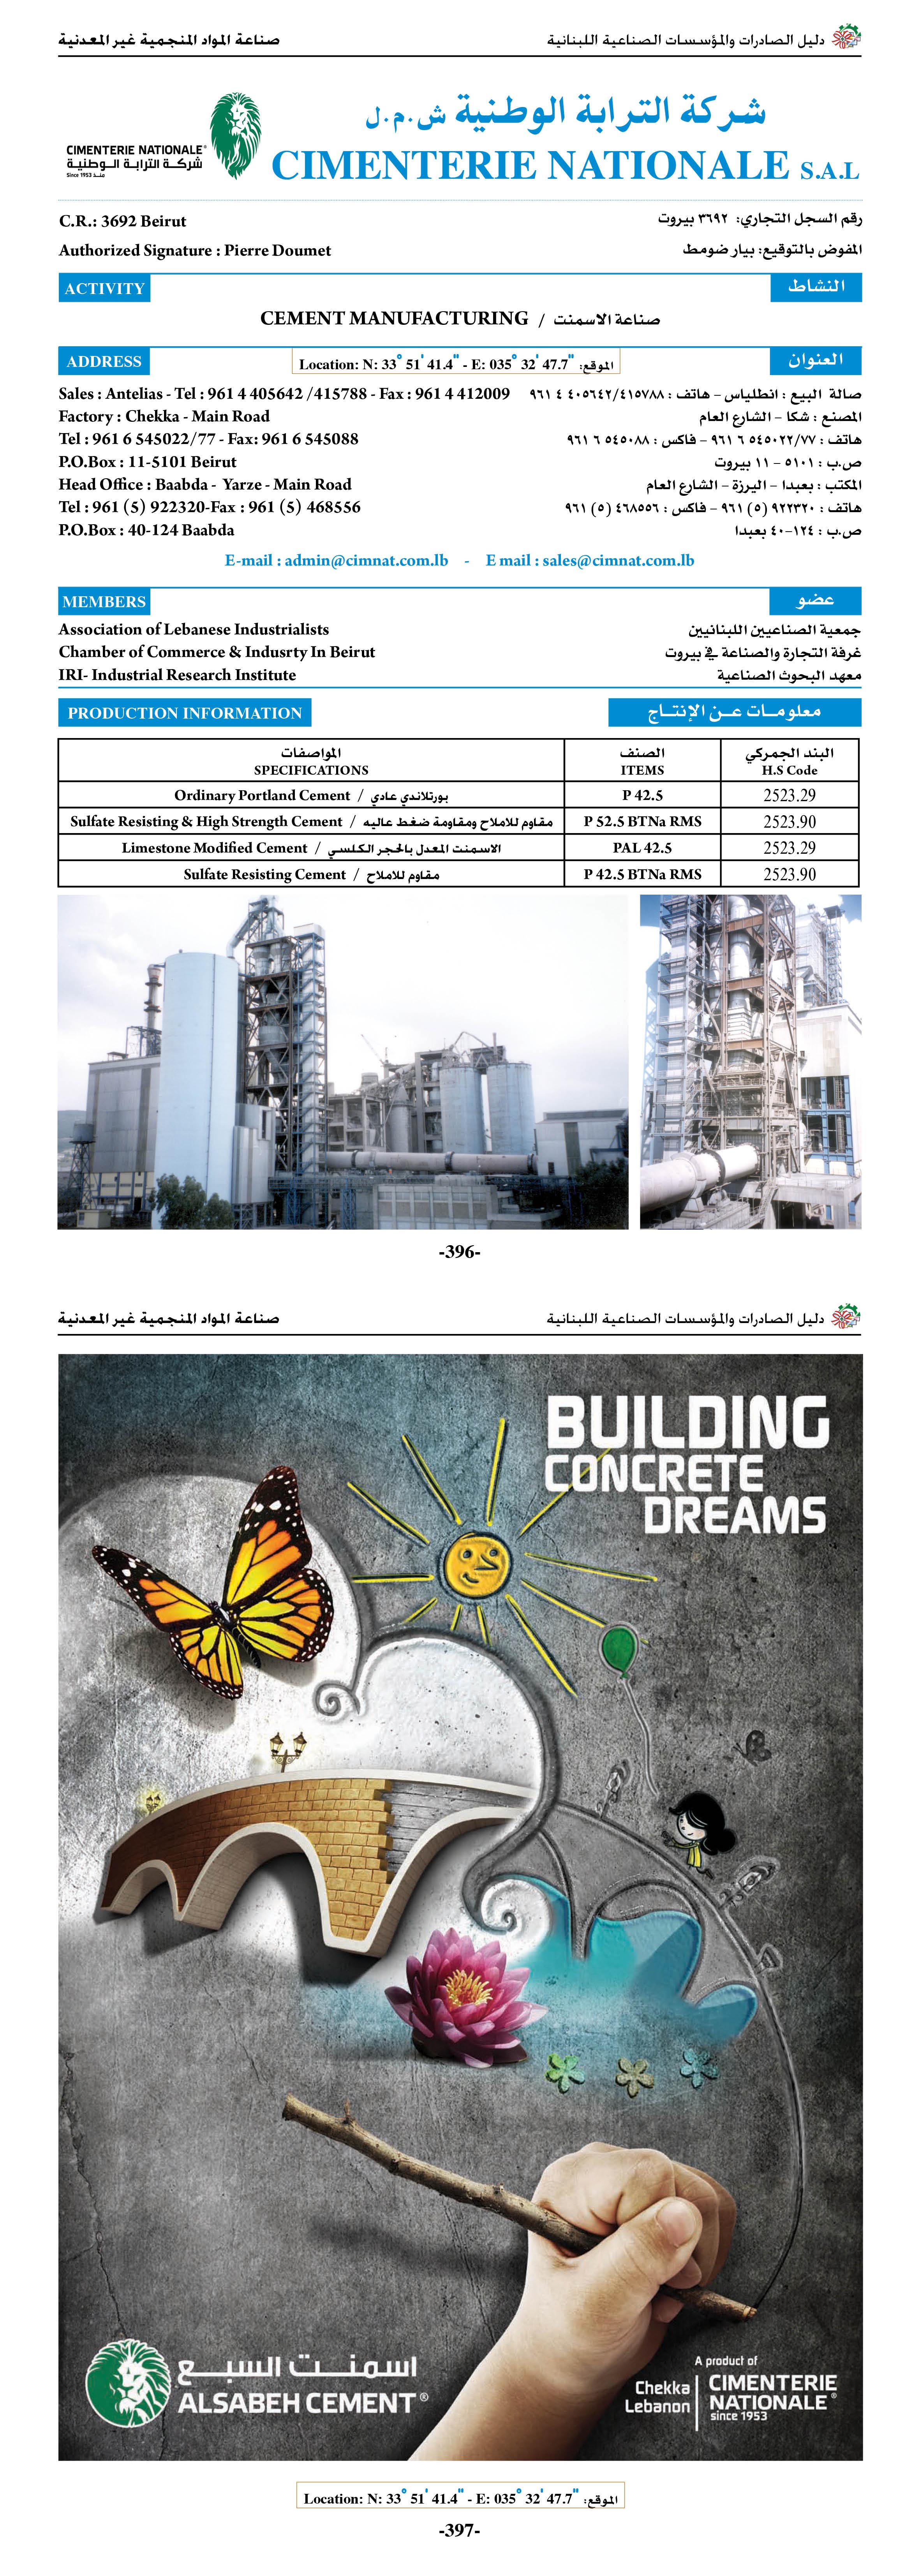 صناعة المواد المنجمية غير المعدنية
دليل الصادرات والمؤسسات الصناعية اللبنانية
CIMENTERIE NATIONALE®
شركة الترابة الوطنية
Since 1953 منذ
شركة الترابة الوطنية ش.م.ل
CIMENTERIE NATIONALE S.A.L
C.R.: 3692 Beirut
رقم السجل التجاري: ٣٦٩٢ بيروت
Authorized Signature : Pierre Doumet
المفوض بالتوقيع: بيار ضومط
ACTIVITY
النشاط
CEMENT MANUFACTURING / صناعة الاسمنت
ADDRESS
Location: N: 33° 51' 41.4" - E: 035° 32' 47.7" الموقع:
العنوان
Sales : Antelias - Tel : 961 4 405642 /415788 - Fax : 961 4 412009
صالة البيع : انطلياس – هاتف : ٤٠٥٦٤٢/٤١٥٧٨٨ ٤ ٩٦١
Factory : Chekka - Main Road
المصنع : شكا – الشارع العام
Tel : 961 6 545022/77 - Fax: 961 6 545088
هاتف : ٥٤٥٠٢٢/٧٧ ٦ ٩٦١ – فاكس : ٥٤٥٠٨٨ ٦ ٩٦١
P.O.Box : 11-5101 Beirut
ص.ب : ٥١٠١ – ١١ بيروت
Head Office : Baabda - Yarze - Main Road
المكتب : بعبدا – اليرزة – الشارع العام
Tel : 961 (5) 922320-Fax : 961 (5) 468556
هاتف : ٩٢٢٣٢٠ (٥) ٩٦١ – فاكس : ٤٦٨٥٥٦ (٥) ٩٦١
P.O.Box : 40-124 Baabda
ص.ب : ١٢٤-٤٠ بعبدا
E-mail : admin@cimnat.com.lb - E mail : sales@cimnat.com.lb
MEMBERS
عضو
Association of Lebanese Industrialists
جمعية الصناعيين اللبنانيين
Chamber of Commerce & Indusrty In Beirut
غرفة التجارة والصناعة في بيروت
IRI- Industrial Research Institute
معهد البحوث الصناعية
PRODUCTION INFORMATION
معلومات عن الإنتاج
المواصفات الصنف البند الجمركي
SPECIFICATIONS ITEMS H.S Code
Ordinary Portland Cement / بورتلاندي عادي P 42.5 2523.29
Sulfate Resisting & High Strength Cement / مقاوم للاملاح ومقاومة ضغط عاليه P 52.5 BTNa RMS 2523.90
Limestone Modified Cement / الاسمنت المعدل بالحجر الكلسي PAL 42.5 2523.29
Sulfate Resisting Cement / مقاوم للاملاح P 42.5 BTNa RMS 2523.90
-396-
صناعة المواد المنجمية غير المعدنية
دليل الصادرات والمؤسسات الصناعية اللبنانية
BUILDING
CONCRETE
DREAMS
اسمنت السبع
ALSABEH CEMENT®
A product of
Chekka
Lebanon
CIMENTERIE
NATIONALE®
since 1953
Location: N: 33° 51' 41.4" - E: 035° 32' 47.7" الموقع:
-397-